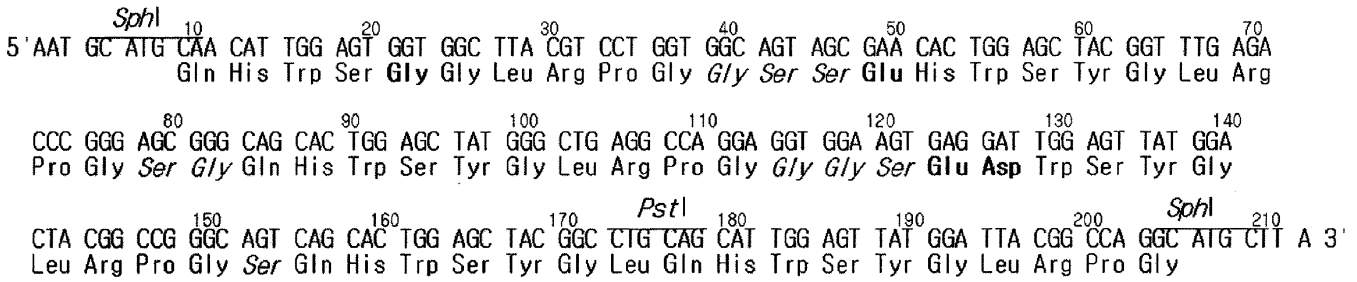 SphI
10 20 30 40 50 60 70
5'AAT GC ATG CAA CAT TGG AGT GGT GGC TTA CGT CCT GGT GGC AGT AGC GAA CAC TGG AGC TAC GGT TTG AGA
Gln His Trp Ser Gly Gly Leu Arg Pro Gly Gly Ser Ser Glu His Trp Ser Tyr Gly Leu Arg
80 90 100 110 120 130 140
CCC GGG AGC GGG CAG CAC TGG AGC TAT GGG CTG AGG CCA GGA GGT GGA AGT GAG GAT TGG AGT TAT GGA
Pro Gly Ser Gly Gln His Trp Ser Tyr Gly Leu Arg Pro Gly Gly Gly Ser Glu Asp Trp Ser Tyr Gly
PstI SphI
150 160 170 180 190 200 210
CTA CGG CCG GGC AGT CAG CAC TGG AGC TAC GGC CTG CAG CAT TGG AGT TAT GGA TTA CGG CCA GGC ATG CTT A 3'
Leu Arg Pro Gly Ser Gln His Trp Ser Tyr Gly Leu Gln His Trp Ser Tyr Gly Leu Arg Pro Gly